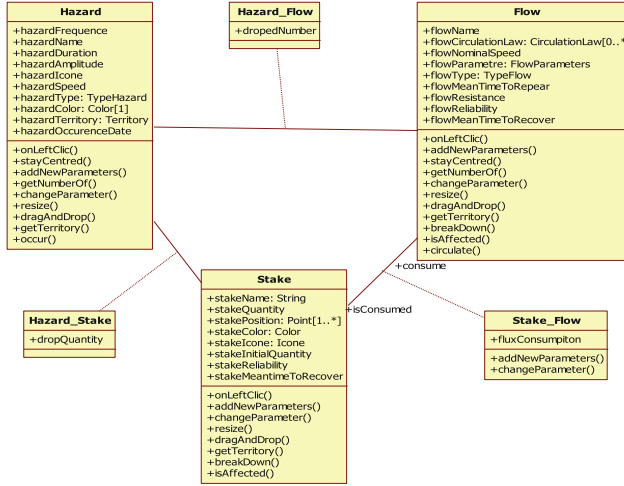 Hazard
+hazardFrequence
+hazardName
+hazardDuration
+hazardAmplitude
+hazardIcone
+hazardSpeed
+hazardType: TypeHazard
+hazardColor: Color[1]
+hazardTerritory: Territory
+hazardOccurenceDate
+onLeftClic()
+stayCentred()
+addNewParameters()
+getNumberOf()
+changeParameter()
+resize()
+dragAndDrop()
+getTerritory()
+occur()
Hazard_Flow
+dropedNumber
Flow
+flowName
+flowCirculationLaw: CirculationLaw[0..*
+flowNominalSpeed
+flowParametre: FlowParameters
+flowType: TypeFlow
+flowMeanTimeToRepear
+flowResistance
+flowReliability
+flowMeanTimeToRecover
+onLeftClic()
+addNewParameters()
+stayCentred()
+getNumberOf()
+changeParameter()
+resize()
+dragAndDrop()
+getTerritory()
+breakDown()
+isAffected()
+circulate()
+consume
+isConsumed
Hazard_Stake
+dropQuantity
Stake
+stakeName: String
+stakeQuantity
+stakePosition: Point[1..*]
+stakeColor: Color
+stakeIcone: Icone
+stakeInitialQuantity
+stakeReliability
+stakeMeantimeToRecover
+onLeftClic()
+addNewParameters()
+changeParameter()
+resize()
+dragAndDrop()
+getTerritory()
+breakDown()
+isAffected()
Stake_Flow
+fluxConsumpiton
+addNewParameters()
+changeParameter()